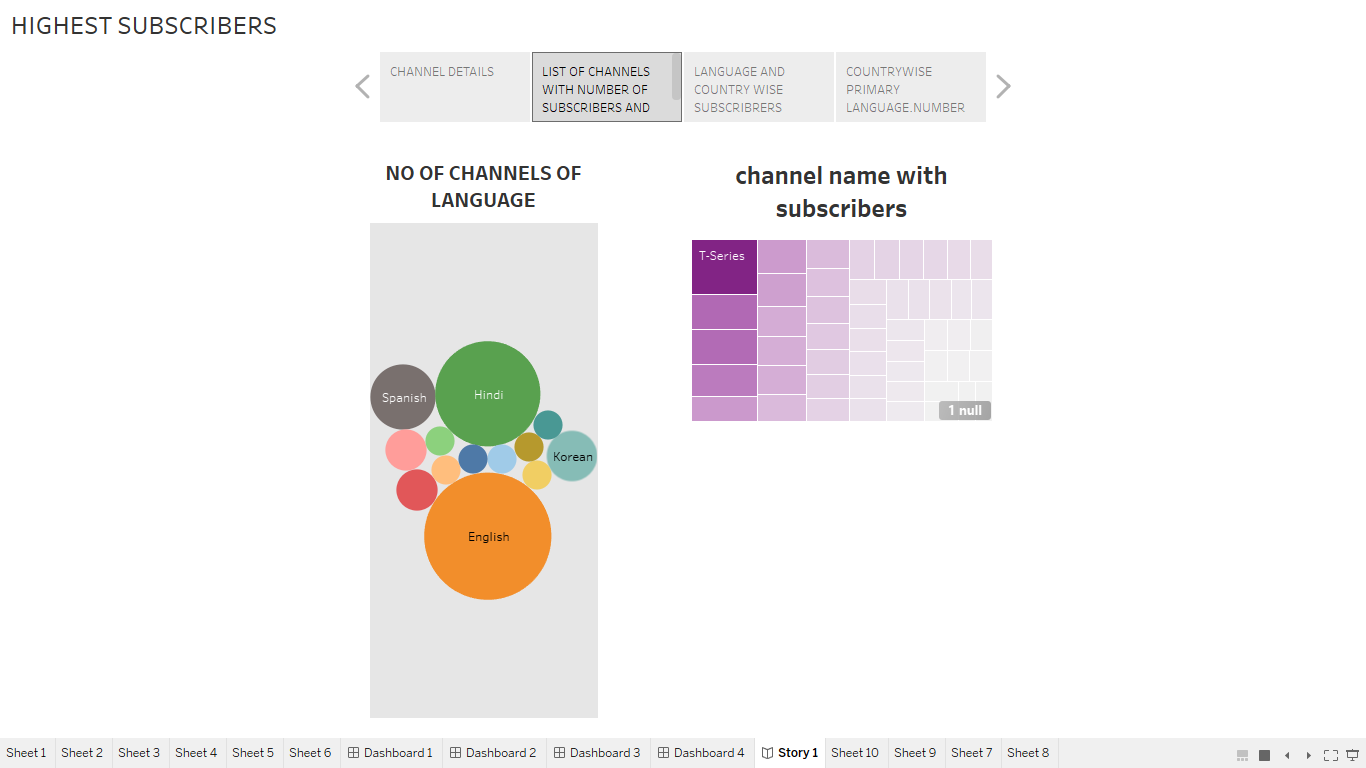 HIGHEST SUBSCRIBERS
CHANNEL DETAILS
LIST OF CHANNELS
WITH NUMBER OF
SUBSCRIBERS AND
LANGUAGE AND
COUNTRY WISE
SUBSCRIBRERS
COUNTRYWISE
PRIMARY
LANGUAGE.NUMBER
NO OF CHANNELS OF
LANGUAGE
Spanish
Hindi
Korean
English
channel name with
subscribers
T-Series
1 null
Sheet 1
Sheet 2
Sheet 3
Sheet 4
Sheet 5
Sheet 6
Dashboard 1
Dashboard 2
Dashboard 3
Dashboard 4
Story 1
Sheet 10
Sheet 9
Sheet 7
Sheet 8